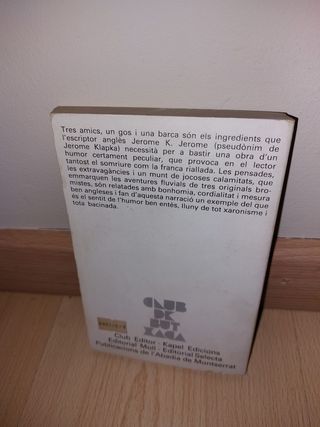 Tres amics, un gos i una barca són els ingredients que
l'escriptor anglès Jerome K. Jerome (pseudònim de
Jerome Klapka) necessità per a bastir una obra d'un
humor certament peculiar, que provoca en el lector
tantost el somriure com la franca riallada. Les pensades,
les extravagàncies i un munt de jocoses calamitats, que
emmarquen les aventures fluvials de tres originals bro-
mistes, són relatades amb bonhomia, cordialitat i mesura
ben angleses i fan d'aquesta narració un exemple del que
és el sentit de l'humor ben entès, lluny de tot xaronisme i
tota bacinada.
CLUB
DE
BUT
XACA
Club Editor - Kapel Edicions
Editorial Moll - Editorial Selecta
Publicacions de l'Abadia de Montserrat